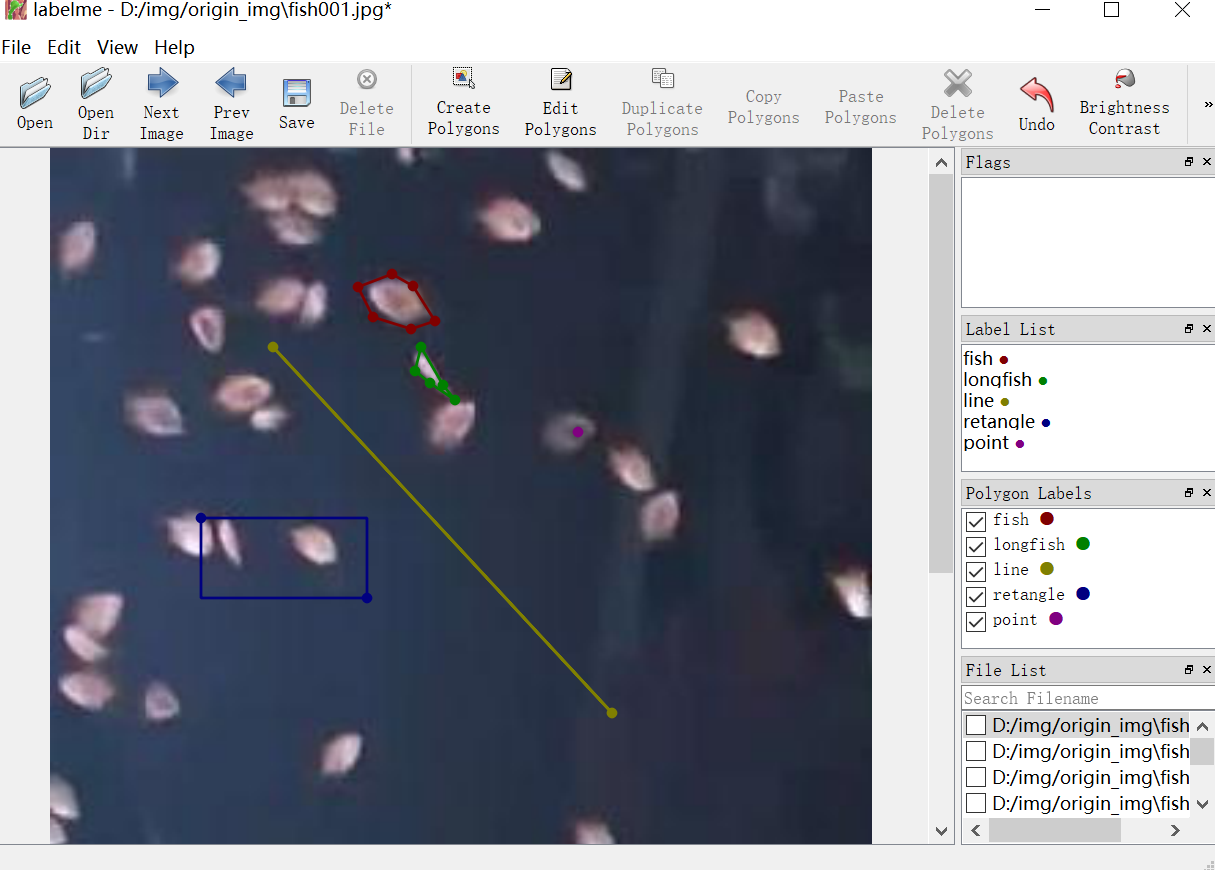 labelme - D:/img/origin_img\fish001.jpg*
File Edit View Help
Open
Open Dir
Next Image
Prev Image
Save
Delete File
Create Polygons
Edit Polygons
Duplicate Polygons
Copy Polygons
Paste Polygons
Delete Polygons
Undo
Brightness Contrast
»
Flags
Label List
fish
longfish
line
retangle
point
Polygon Labels
fish
longfish
line
retangle
point
File List
Search Filename
D:/img/origin_img\fish
D:/img/origin_img\fish
D:/img/origin_img\fish
D:/img/origin_img\fish